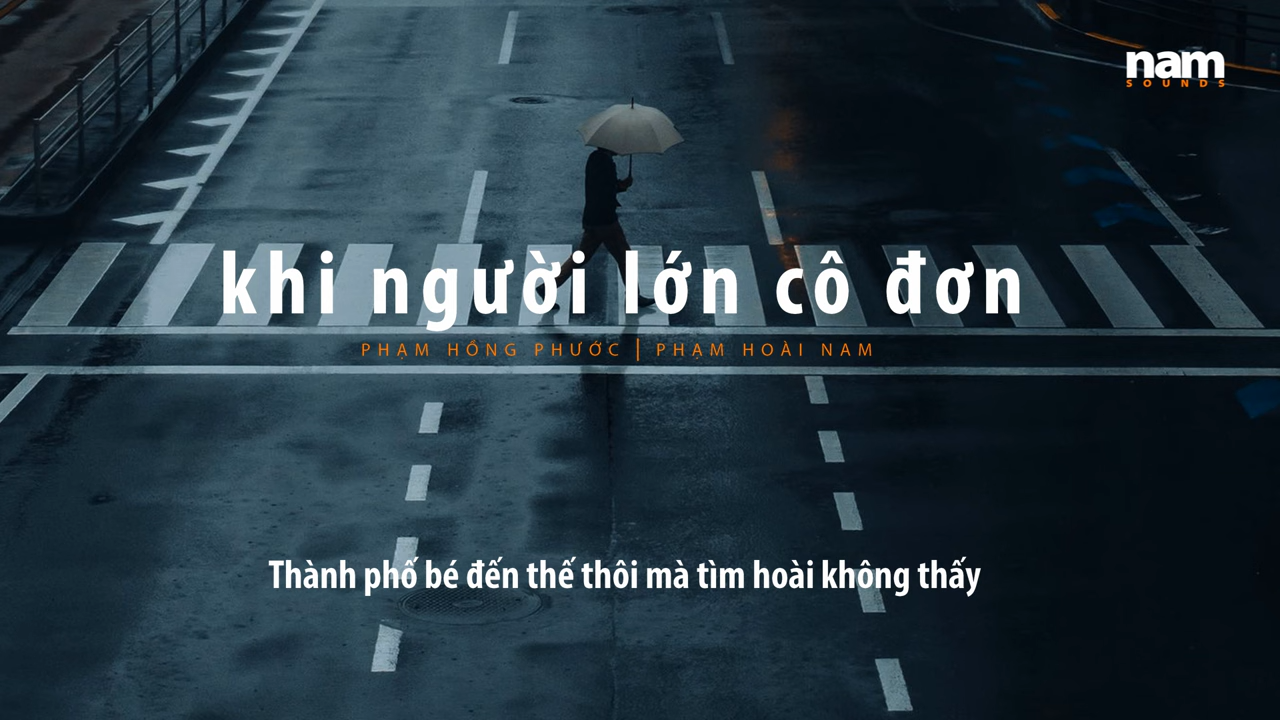 nam
SOUNDS
khi người lớn cô đơn
PHẠM HỒNG PHƯỚC | PHẠM HOÀI NAM
Thành phố bé đến thế thôi mà tìm hoài không thấy